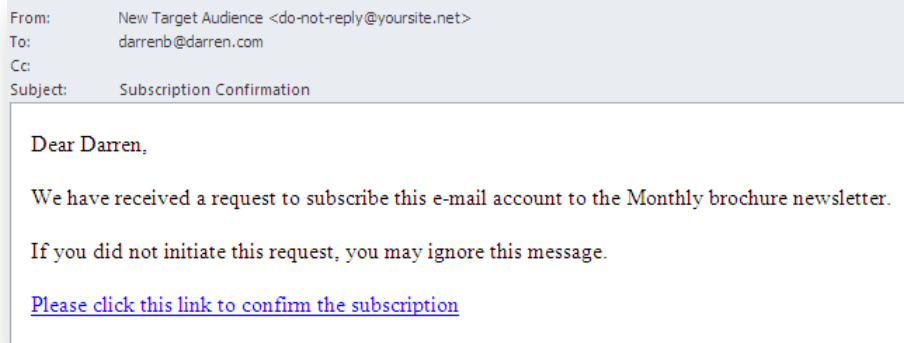 From: New Target Audience <do-not-reply@yoursite.net>
To: darrenb@darren.com
Cc:
Subject: Subscription Confirmation
Dear Darren,
We have received a request to subscribe this e-mail account to the Monthly brochure newsletter.
If you did not initiate this request, you may ignore this message.
Please click this link to confirm the subscription